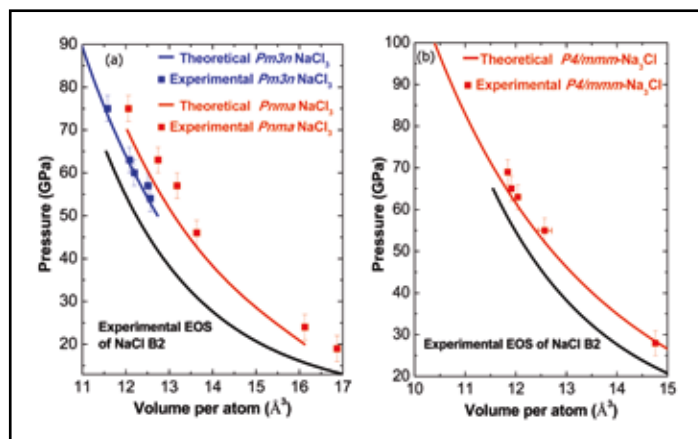 (a)
Theoretical Pm3n NaCl₃
Experimental Pm3n NaCl₃
Theoretical Pnma NaCl₃
Experimental Pnma NaCl₃
Experimental EOS
of NaCl B2
Pressure (GPa)
90
80
70
60
50
40
30
20
11 12 13 14 15 16 17
Volume per atom (Å³)
(b)
Theoretical P4/mmm-Na₃Cl
Experimental P4/mmm-Na₃Cl
Experimental EOS of NaCl B2
Pressure (GPa)
100
90
80
70
60
50
40
30
20
10 11 12 13 14 15
Volume per atom (Å³)